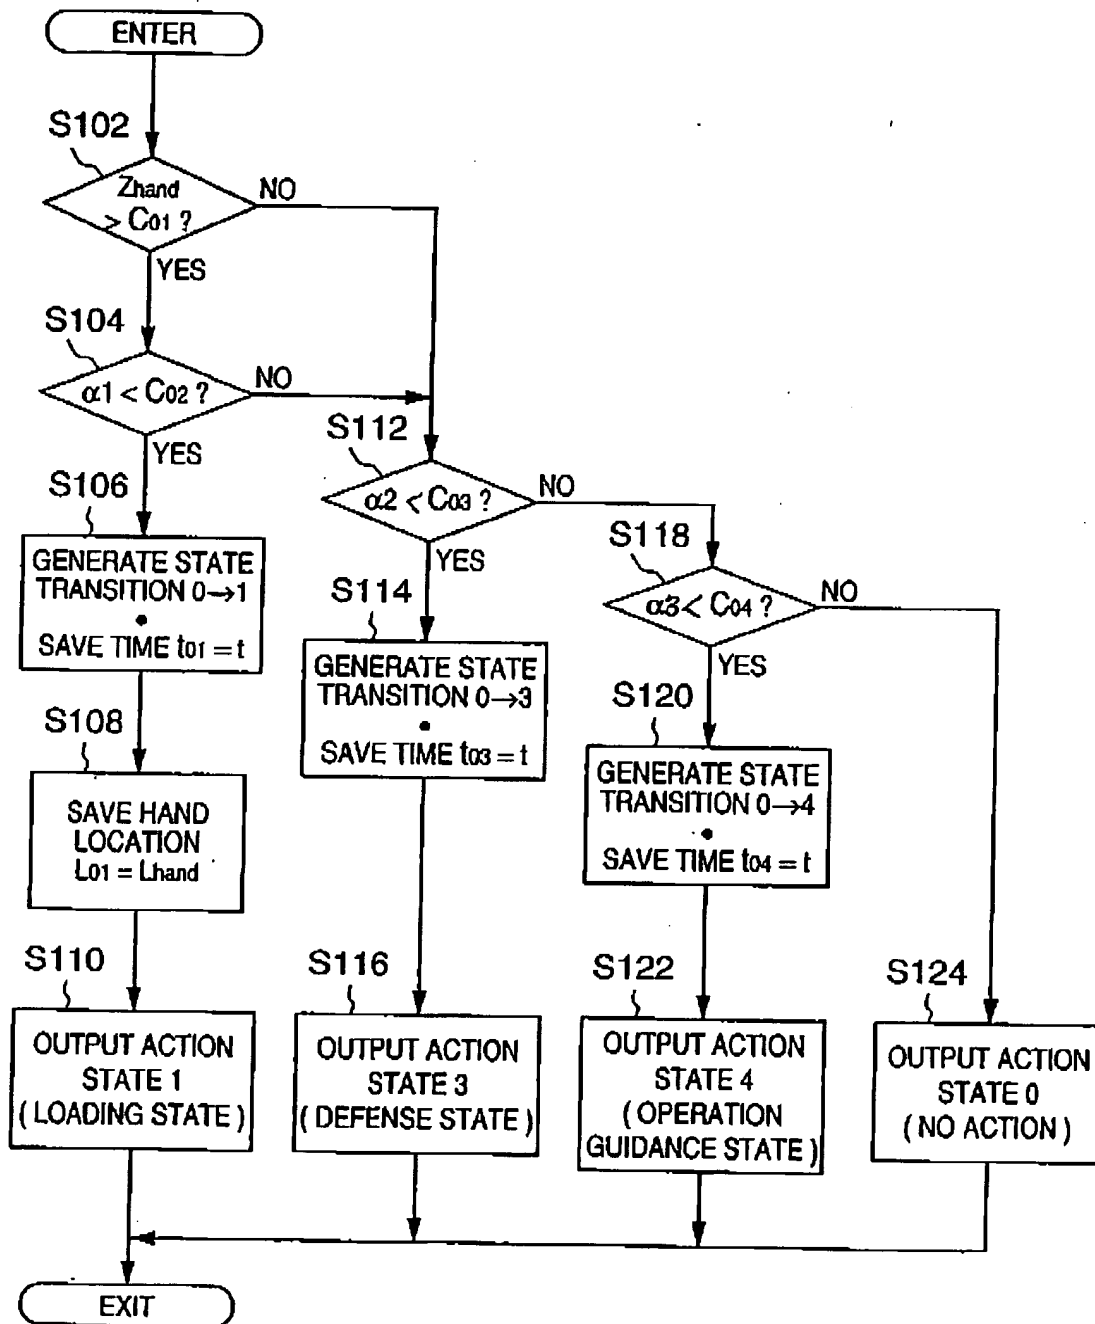 ENTER
S102
Zhand
> C01 ?
NO
YES
S104
α1 < C02 ?
NO
YES
S112
α2 < C03 ?
NO
YES
S106
GENERATE STATE
TRANSITION 0→1
•
SAVE TIME t01 = t
S118
α3 < C04 ?
NO
YES
S114
GENERATE STATE
TRANSITION 0→3
•
SAVE TIME t03 = t
S108
SAVE HAND
LOCATION
L01 = Lhand
S120
GENERATE STATE
TRANSITION 0→4
•
SAVE TIME t04 = t
S110
OUTPUT ACTION
STATE 1
( LOADING STATE )
S116
OUTPUT ACTION
STATE 3
( DEFENSE STATE )
S122
OUTPUT ACTION
STATE 4
( OPERATION
GUIDANCE STATE )
S124
OUTPUT ACTION
STATE 0
( NO ACTION )
EXIT